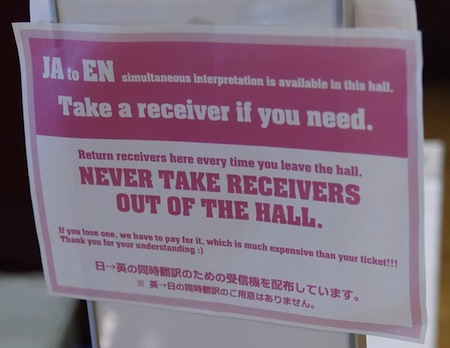 JA to EN simultaneous interpretation is available in this hall.
Take a receiver if you need.
Return receivers here every time you leave the hall.
NEVER TAKE RECEIVERS
OUT OF THE HALL.
If you lose one, we have to pay for it, which is much expensive than your ticket!!!
Thank you for your understanding :)
日→英の同時翻訳のための受信機を配布しています。
※ 英→日の同時翻訳のご用意はありません。